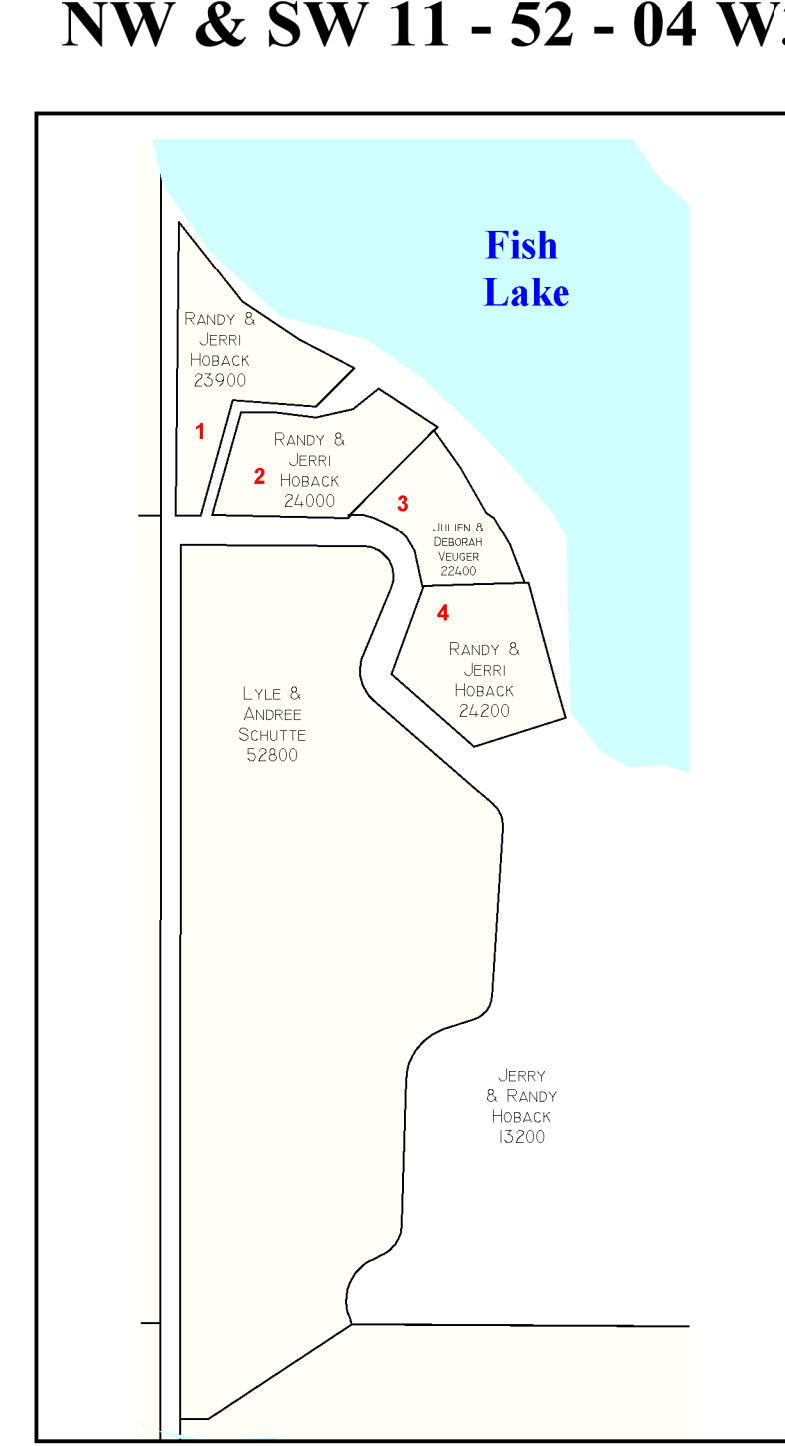 NW & SW 11 - 52 - 04 W
Fish
Lake
RANDY &
JERRI
HOBACK
23900
1
RANDY &
JERRI
HOBACK
24000
2
3
JULIEN &
DEBORAH
VEUGER
22400
4
RANDY &
JERRI
HOBACK
24200
LYLE &
ANDREE
SCHUTTE
52800
JERRY
& RANDY
HOBACK
13200